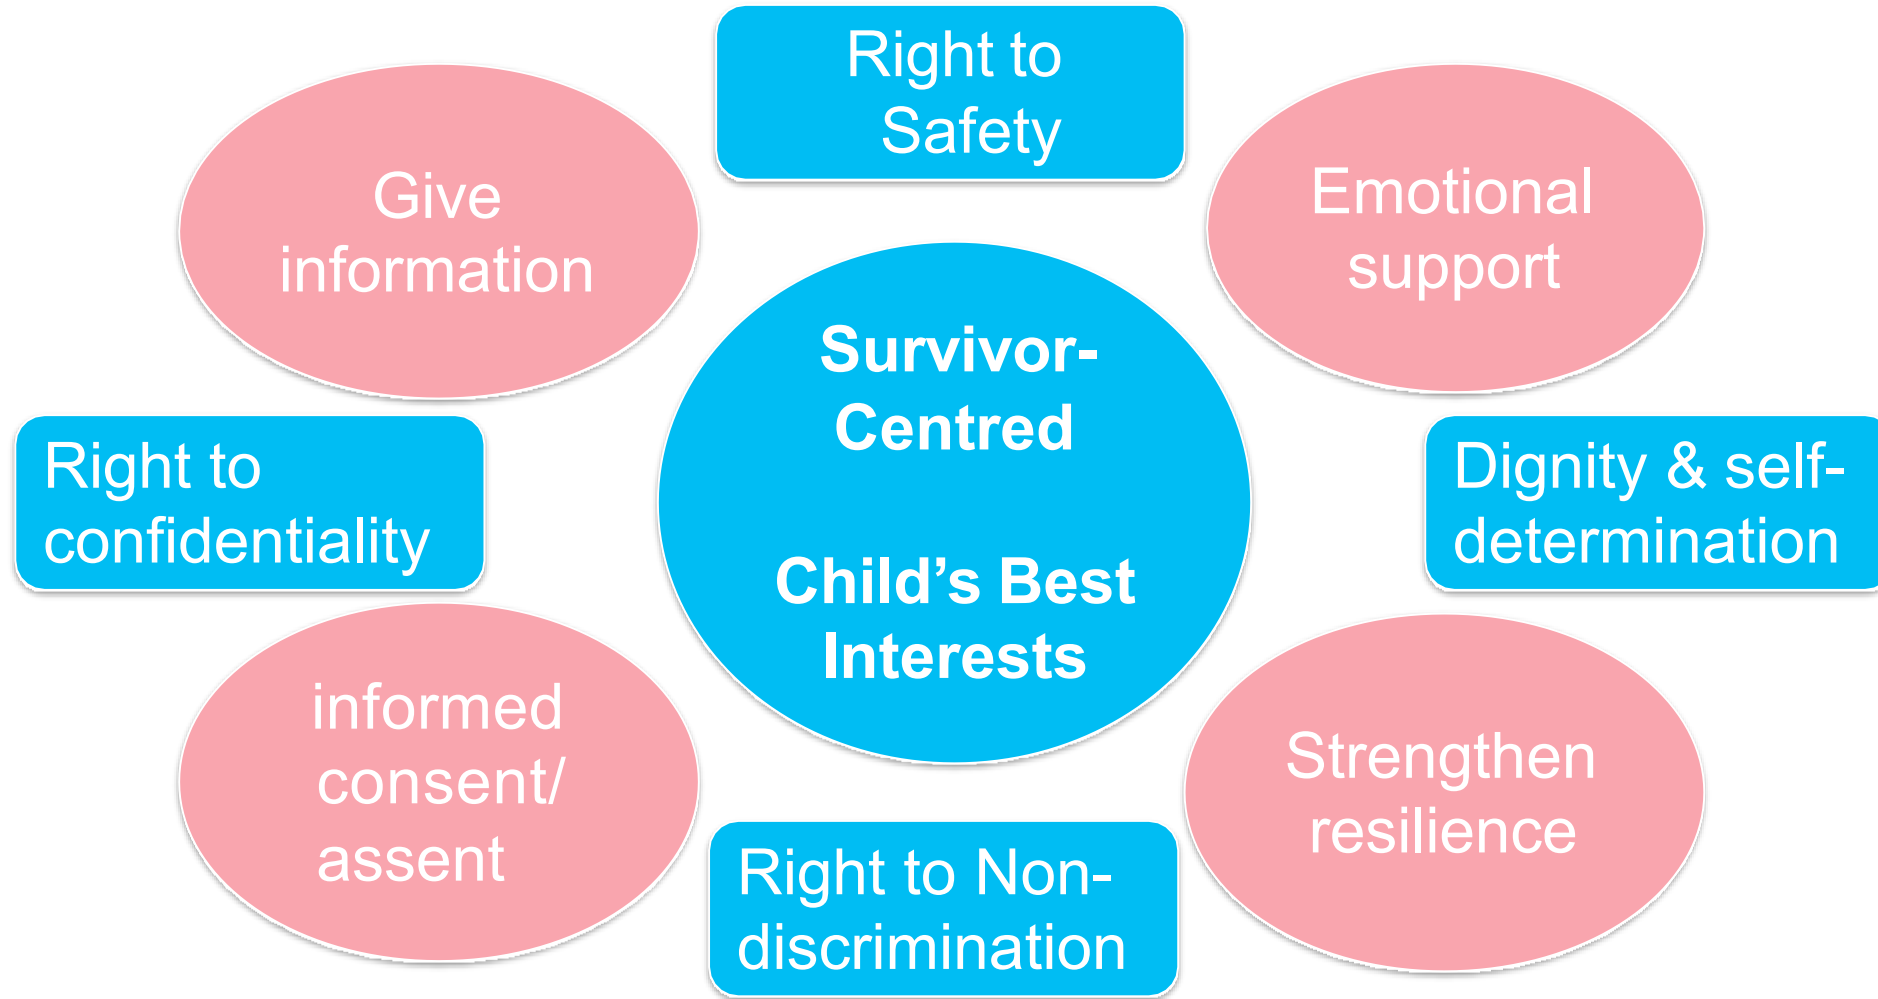 Right to
Safety
Give
information
Emotional
support
Survivor-
Centred
Child’s Best
Interests
Right to
confidentiality
Dignity & self-
determination
informed
consent/
assent
Strengthen
resilience
Right to Non-
discrimination